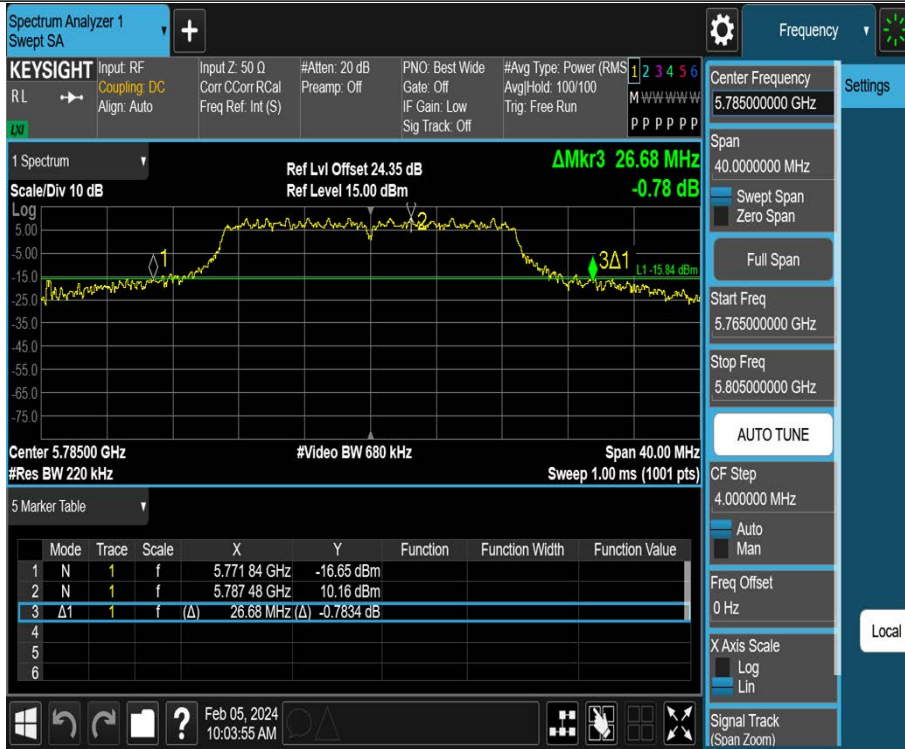 Spectrum Analyzer 1
Swept SA
+
Frequency
KEYSIGHT
RL
LXI
Input: RF
Coupling: DC
Align: Auto
Input Z: 50 Ω
Corr CCorr RCal
Freq Ref: Int (S)
#Atten: 20 dB
Preamp: Off
PNO: Best Wide
Gate: Off
IF Gain: Low
Sig Track: Off
#Avg Type: Power (RMS
Avg|Hold: 100/100
Trig: Free Run
1 2 3 4 5 6
M W W W W W
P P P P P P
1 Spectrum
Scale/Div 10 dB
Ref Lvl Offset 24.35 dB
Ref Level 15.00 dBm
ΔMkr3 26.68 MHz
-0.78 dB
Log
5.00
-5.00
-15.0
-25.0
-35.0
-45.0
-55.0
-65.0
-75.0
1
2
3Δ1
L1 -15.84 dBm
Center 5.78500 GHz
#Video BW 680 kHz
Span 40.00 MHz
#Res BW 220 kHz
Sweep 1.00 ms (1001 pts)
5 Marker Table
Mode Trace Scale X Y Function Function Width Function Value
1 N 1 f 5.771 84 GHz -16.65 dBm
2 N 1 f 5.787 48 GHz 10.16 dBm
3 Δ1 1 f (Δ) 26.68 MHz (Δ) -0.7834 dB
4
5
6
?
Feb 05, 2024
10:03:55 AM
Center Frequency
5.785000000 GHz
Span
40.0000000 MHz
Swept Span
Zero Span
Full Span
Start Freq
5.765000000 GHz
Stop Freq
5.805000000 GHz
AUTO TUNE
CF Step
4.000000 MHz
Auto
Man
Freq Offset
0 Hz
X Axis Scale
Log
Lin
Signal Track
(Span Zoom)
Settings
Local